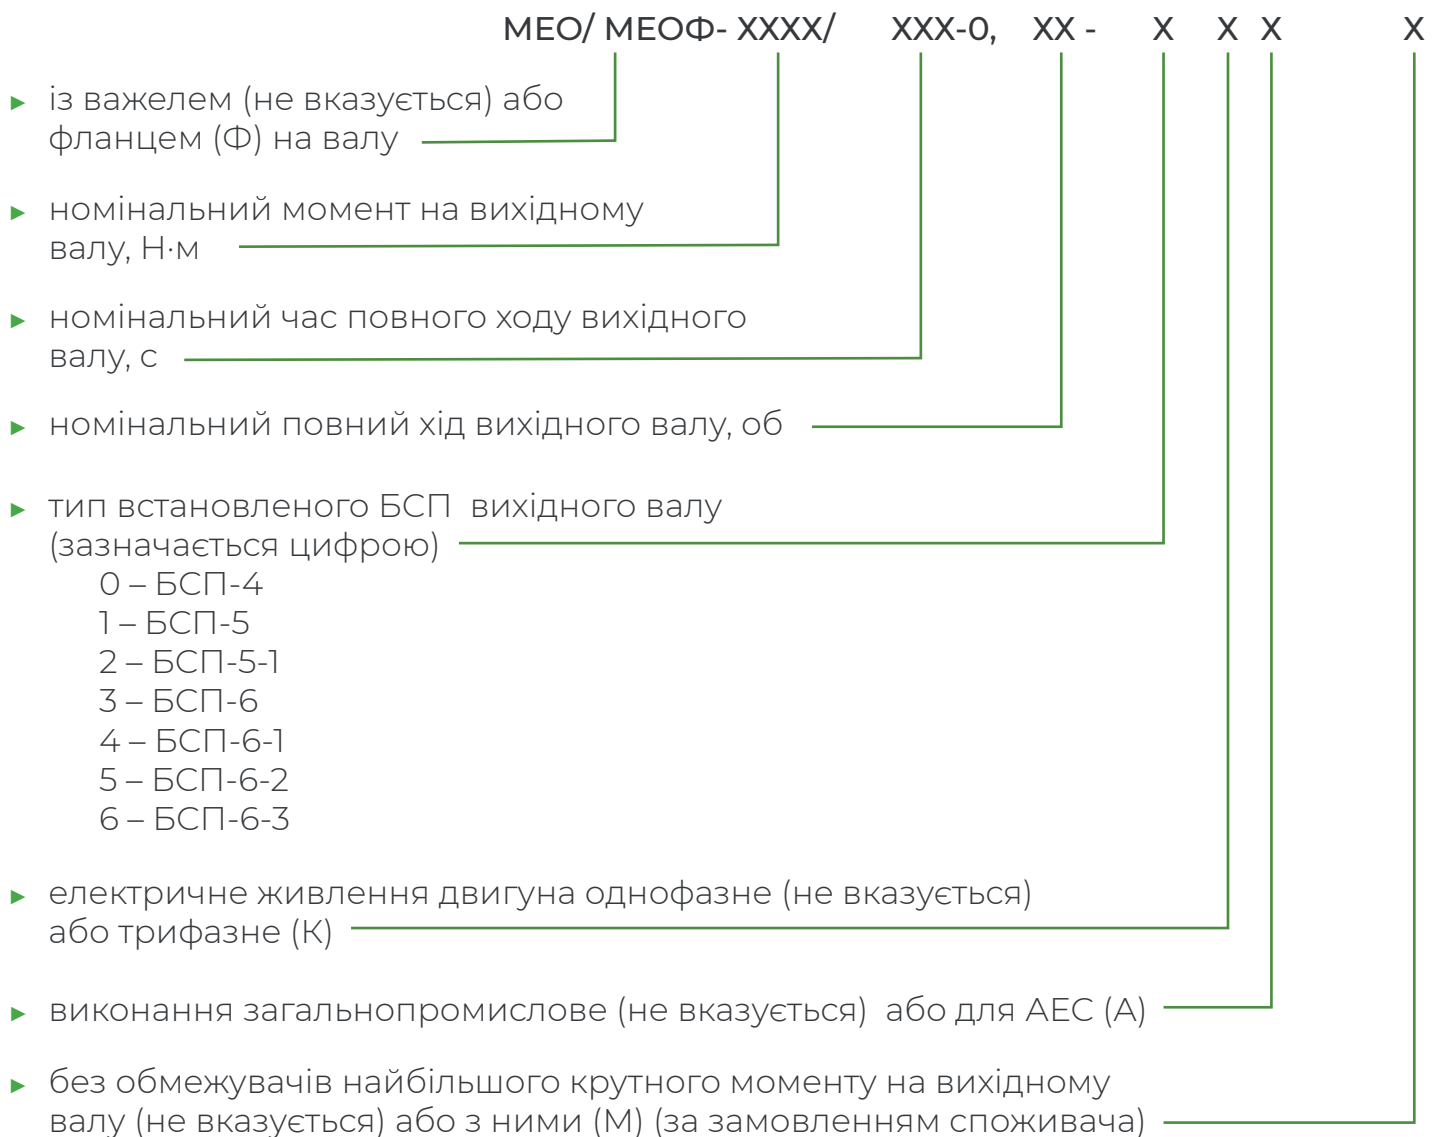 МЕО/ МЕОФ- ХХХХ/ ХХХ-0, ХХ - Х Х Х Х
► із важелем (не вказується) або
фланцем (Ф) на валу
► номінальний момент на вихідному
валу, Н·м
► номінальний час повного ходу вихідного
валу, с
► номінальний повний хід вихідного валу, об
► тип встановленого БСП вихідного валу
(зазначається цифрою)
0 – БСП-4
1 – БСП-5
2 – БСП-5-1
3 – БСП-6
4 – БСП-6-1
5 – БСП-6-2
6 – БСП-6-3
► електричне живлення двигуна однофазне (не вказується)
або трифазне (К)
► виконання загальнопромислове (не вказується) або для АЕС (А)
► без обмежувачів найбільшого крутного моменту на вихідному
валу (не вказується) або з ними (М) (за замовленням споживача)